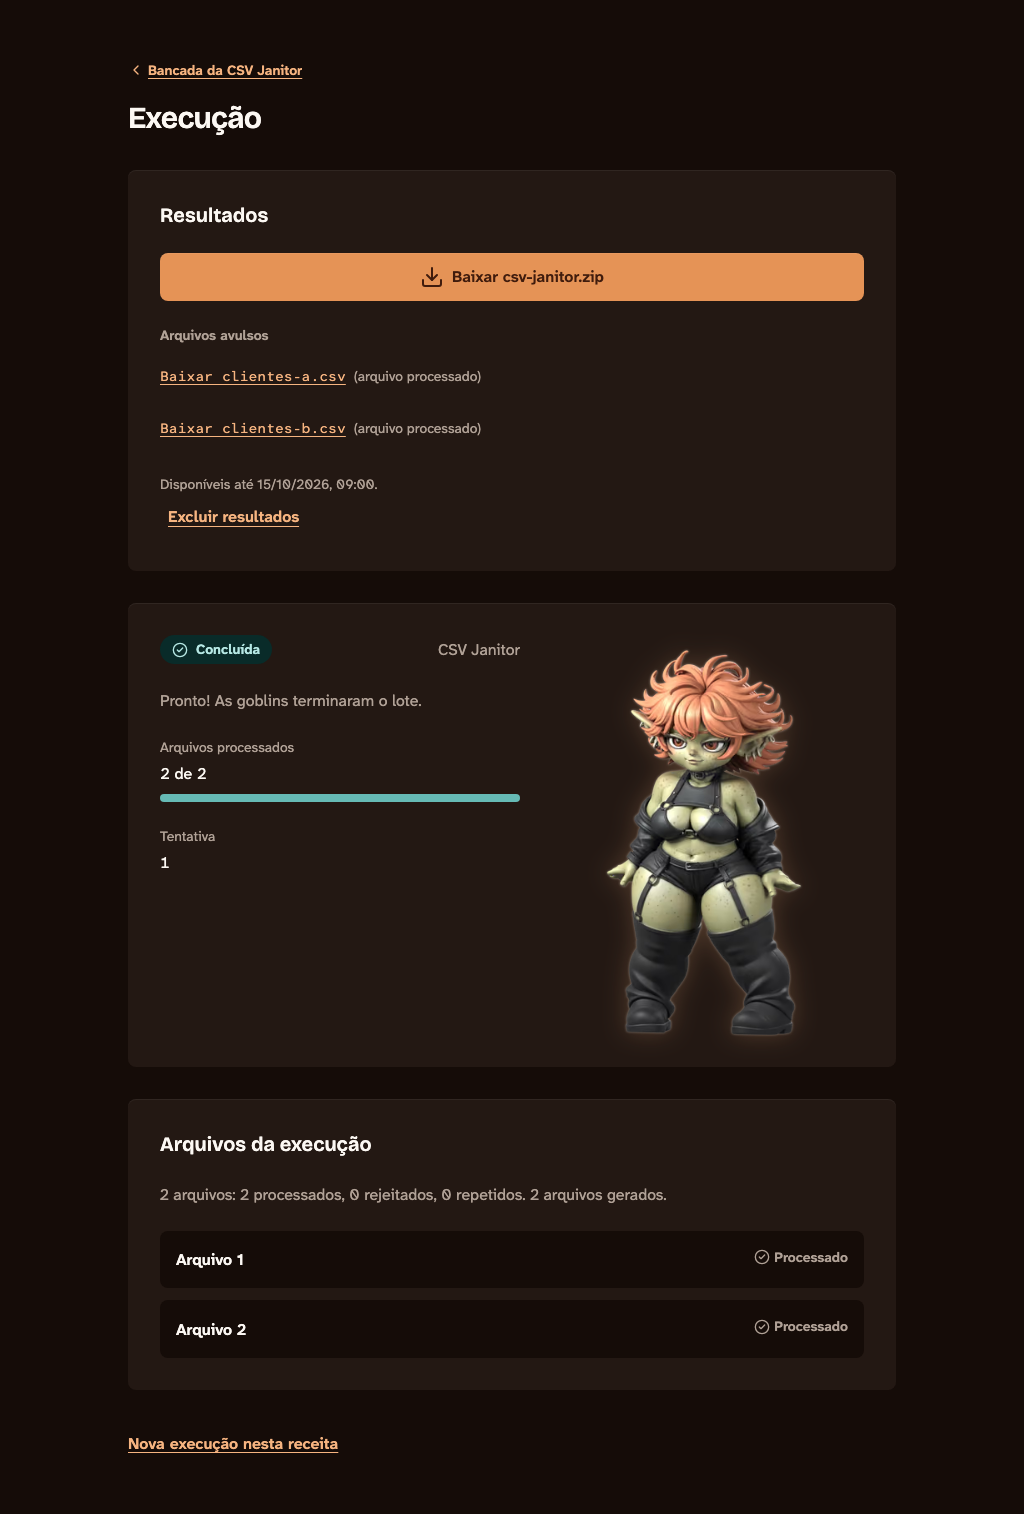 Bancada da CSV Janitor
Execução
Resultados
Baixar csv-janitor.zip
Arquivos avulsos
Baixar clientes-a.csv (arquivo processado)
Baixar clientes-b.csv (arquivo processado)
Disponíveis até 15/10/2026, 09:00.
Excluir resultados
Concluída CSV Janitor
Pronto! As goblins terminaram o lote.
Arquivos processados
2 de 2
Tentativa
1
Arquivos da execução
2 arquivos: 2 processados, 0 rejeitados, 0 repetidos. 2 arquivos gerados.
Arquivo 1 Processado
Arquivo 2 Processado
Nova execução nesta receita